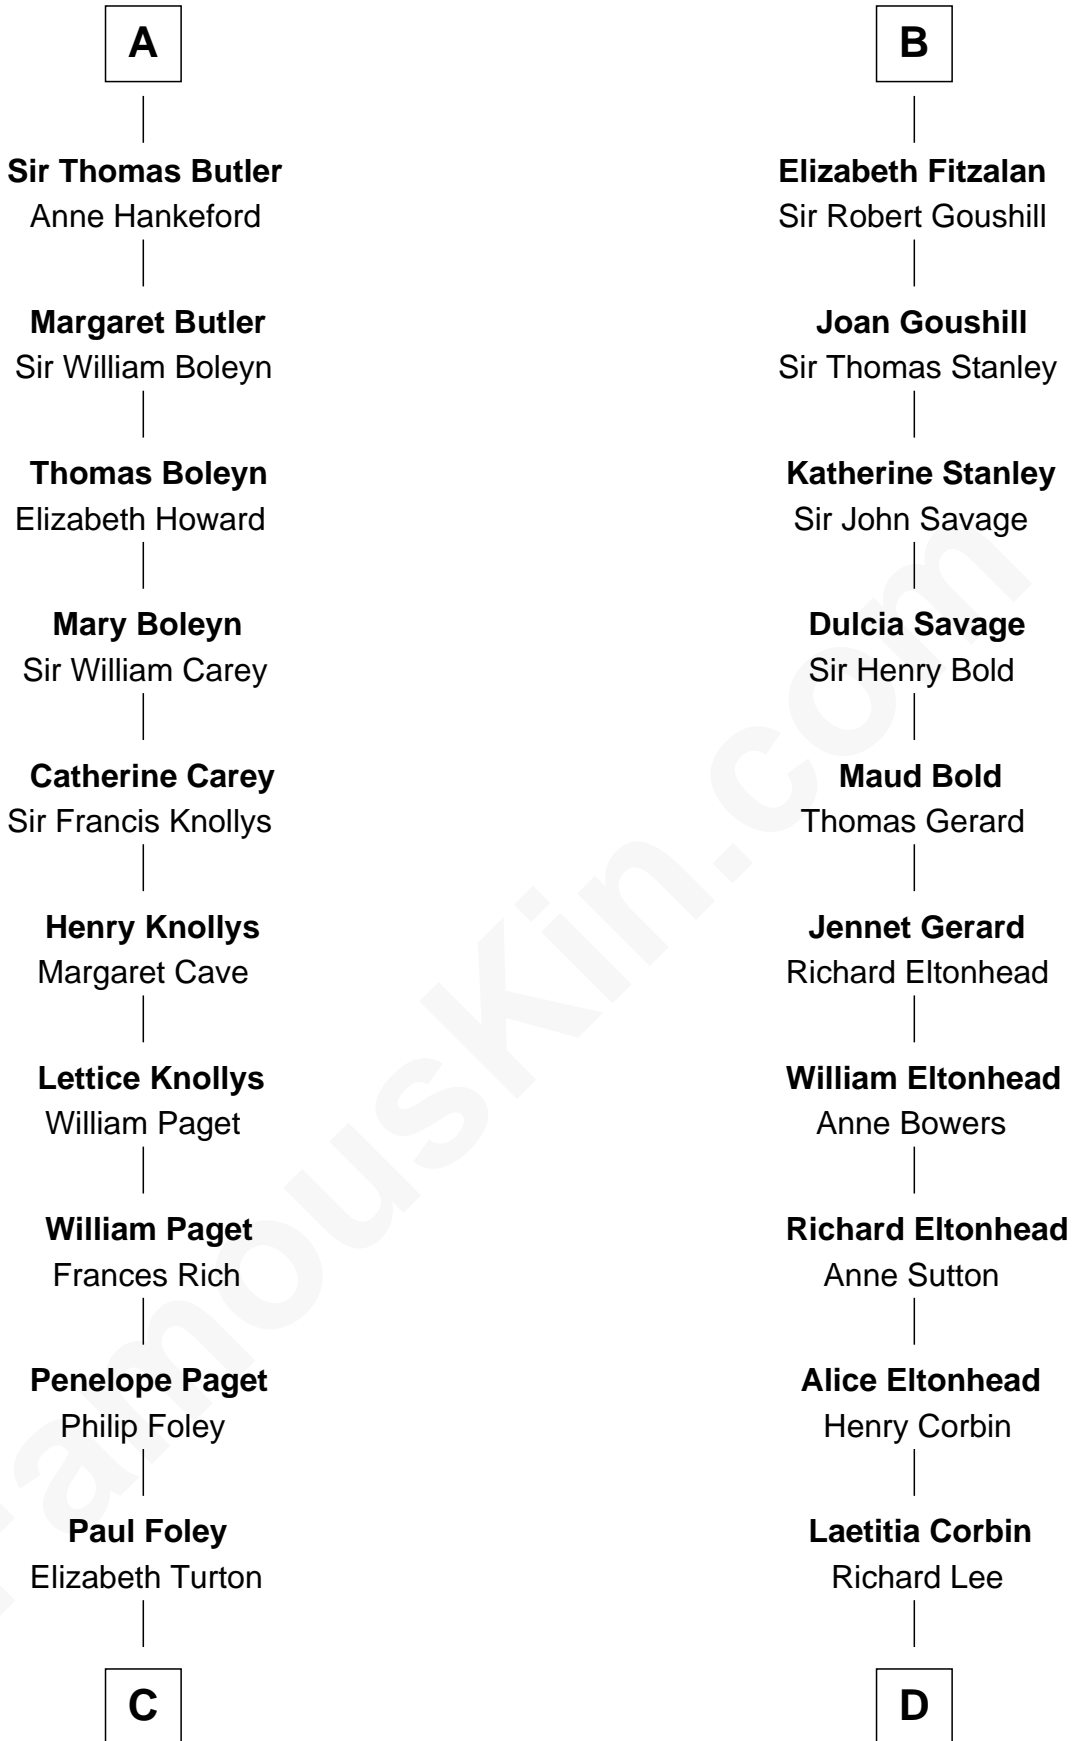 A
Sir Thomas Butler
Anne Hankeford
Margaret Butler
Sir William Boleyn
Thomas Boleyn
Elizabeth Howard
Mary Boleyn
Sir William Carey
Catherine Carey
Sir Francis Knollys
Henry Knollys
Margaret Cave
Lettice Knollys
William Paget
William Paget
Frances Rich
Penelope Paget
Philip Foley
Paul Foley
Elizabeth Turton
C
B
Elizabeth Fitzalan
Sir Robert Goushill
Joan Goushill
Sir Thomas Stanley
Katherine Stanley
Sir John Savage
Dulcia Savage
Sir Henry Bold
Maud Bold
Thomas Gerard
Jennet Gerard
Richard Eltonhead
William Eltonhead
Anne Bowers
Richard Eltonhead
Anne Sutton
Alice Eltonhead
Henry Corbin
Laetitia Corbin
Richard Lee
D
FamousKin.com